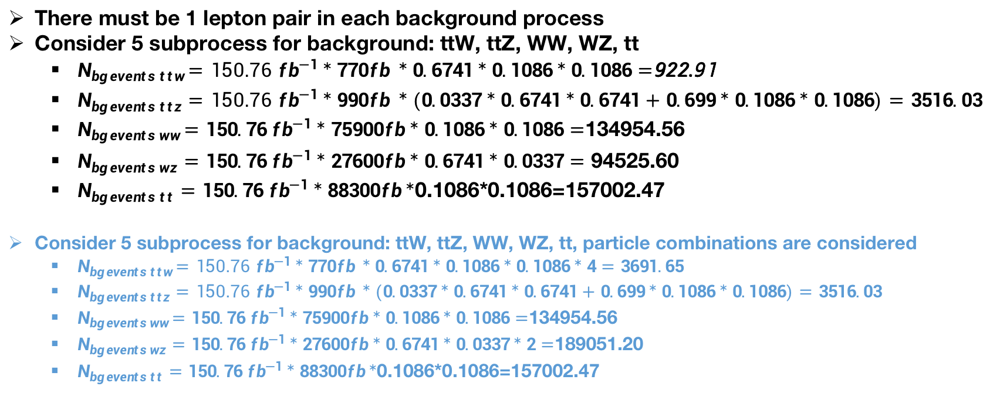 ➢ There must be 1 lepton pair in each background process
➢ Consider 5 subprocess for background: ttW, ttZ, WW, WZ, tt
▪ N_{bg events ttw} = 150.76 fb^{−1} * 770fb * 0.6741 * 0.1086 * 0.1086 =922.91
▪ N_{bg events ttz} = 150.76 fb^{−1} * 990fb * (0.0337 * 0.6741 * 0.6741 + 0.699 * 0.1086 * 0.1086) = 3516.03
▪ N_{bg events ww} = 150.76 fb^{−1} * 75900fb * 0.1086 * 0.1086 =134954.56
▪ N_{bg events wz} = 150.76 fb^{−1} * 27600fb * 0.6741 * 0.0337 = 94525.60
▪ N_{bg events tt} = 150.76 fb^{−1} * 88300fb *0.1086*0.1086=157002.47
➢ Consider 5 subprocess for background: ttW, ttZ, WW, WZ, tt, particle combinations are considered
▪ N_{bg events ttw} = 150.76 fb^{−1} * 770fb * 0.6741 * 0.1086 * 0.1086 * 4 = 3691.65
▪ N_{bg events ttz} = 150.76 fb^{−1} * 990fb * (0.0337 * 0.6741 * 0.6741 + 0.699 * 0.1086 * 0.1086) = 3516.03
▪ N_{bg events ww} = 150.76 fb^{−1} * 75900fb * 0.1086 * 0.1086 =134954.56
▪ N_{bg events wz} = 150.76 fb^{−1} * 27600fb * 0.6741 * 0.0337 * 2 =189051.20
▪ N_{bg events tt} = 150.76 fb^{−1} * 88300fb *0.1086*0.1086=157002.47